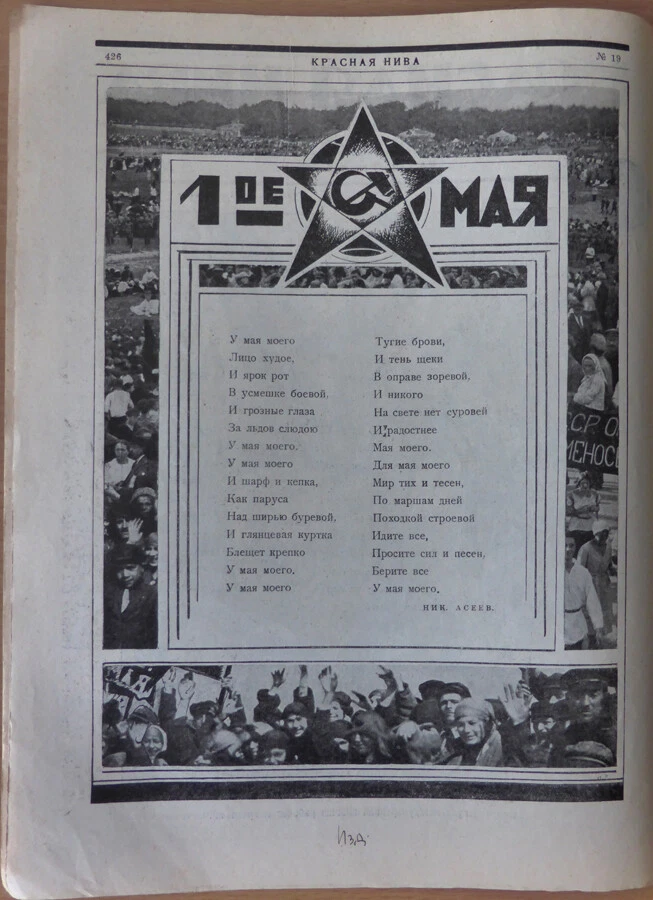 426
КРАСНАЯ НИВА
№ 19
1ОЕ МАЯ
У мая моего
Лицо худое,
И ярок рот
В усмешке боевой.
И грозные глаза
За льдов слюдою
У мая моего.
У мая моего
И шарф и кепка,
Как паруса
Над ширью буревой,
И глянцевая куртка
Блещет крепко
У мая моего.
У мая моего
Тугие брови,
И тень щеки
В оправе зоревой,
И никого
На свете нет суровей
И радостнее
Мая моего.
Для мая моего
Мир тих и тесен,
По маршам дней
Походкой строевой
Идите все,
Просите сил и песен,
Берите все
У мая моего.
НИК. АСЕЕВ.
МЕНОС
МАЯ
Изд.